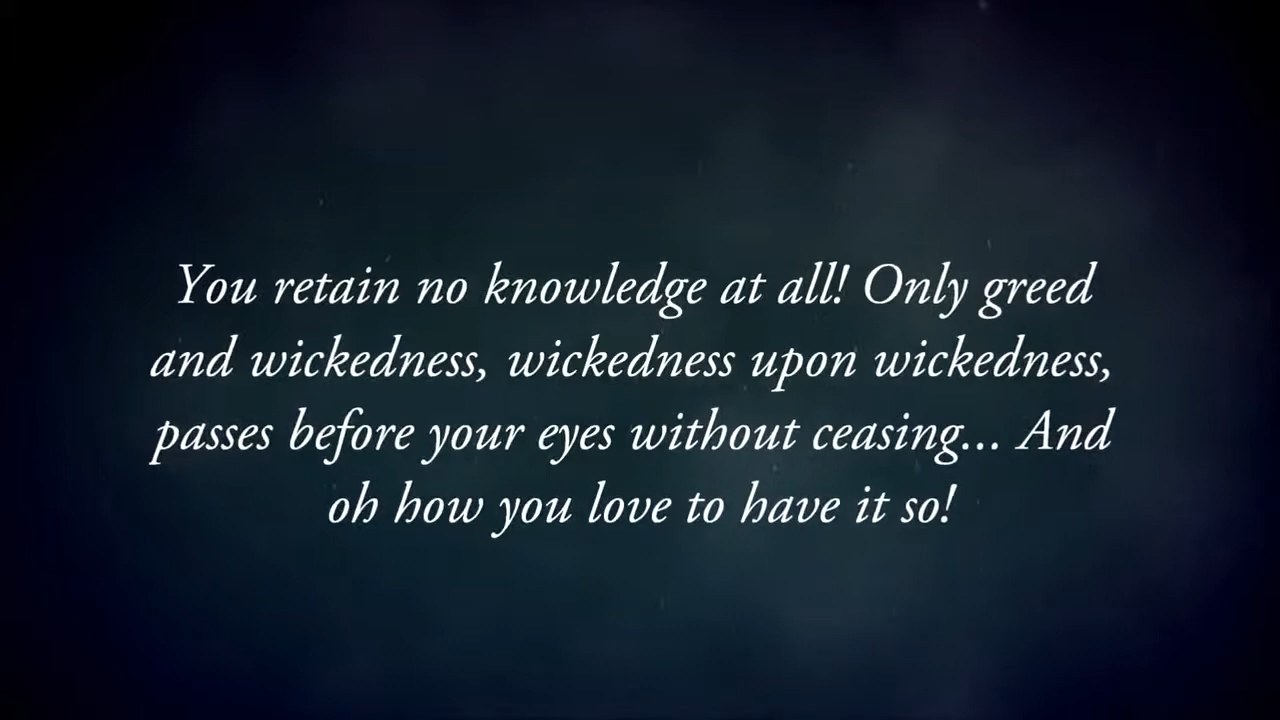 You retain no knowledge at all! Only greed
and wickedness, wickedness upon wickedness,
passes before your eyes without ceasing... And
oh how you love to have it so!